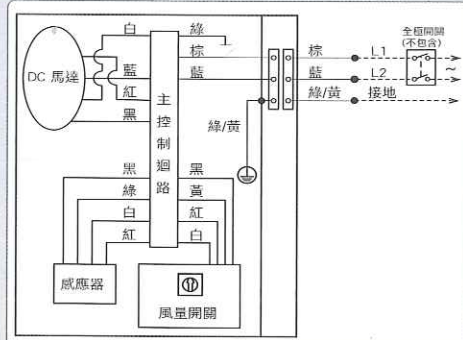 白 綠 全極開關
(不包含)
棕 棕 L1
DC 馬達 藍 藍 藍 L2 ~
紅 主控制迴路 綠/黃 接地
黑 綠/黃
黑 黑
綠 黃
白 紅
紅 白
感應器
風量開關